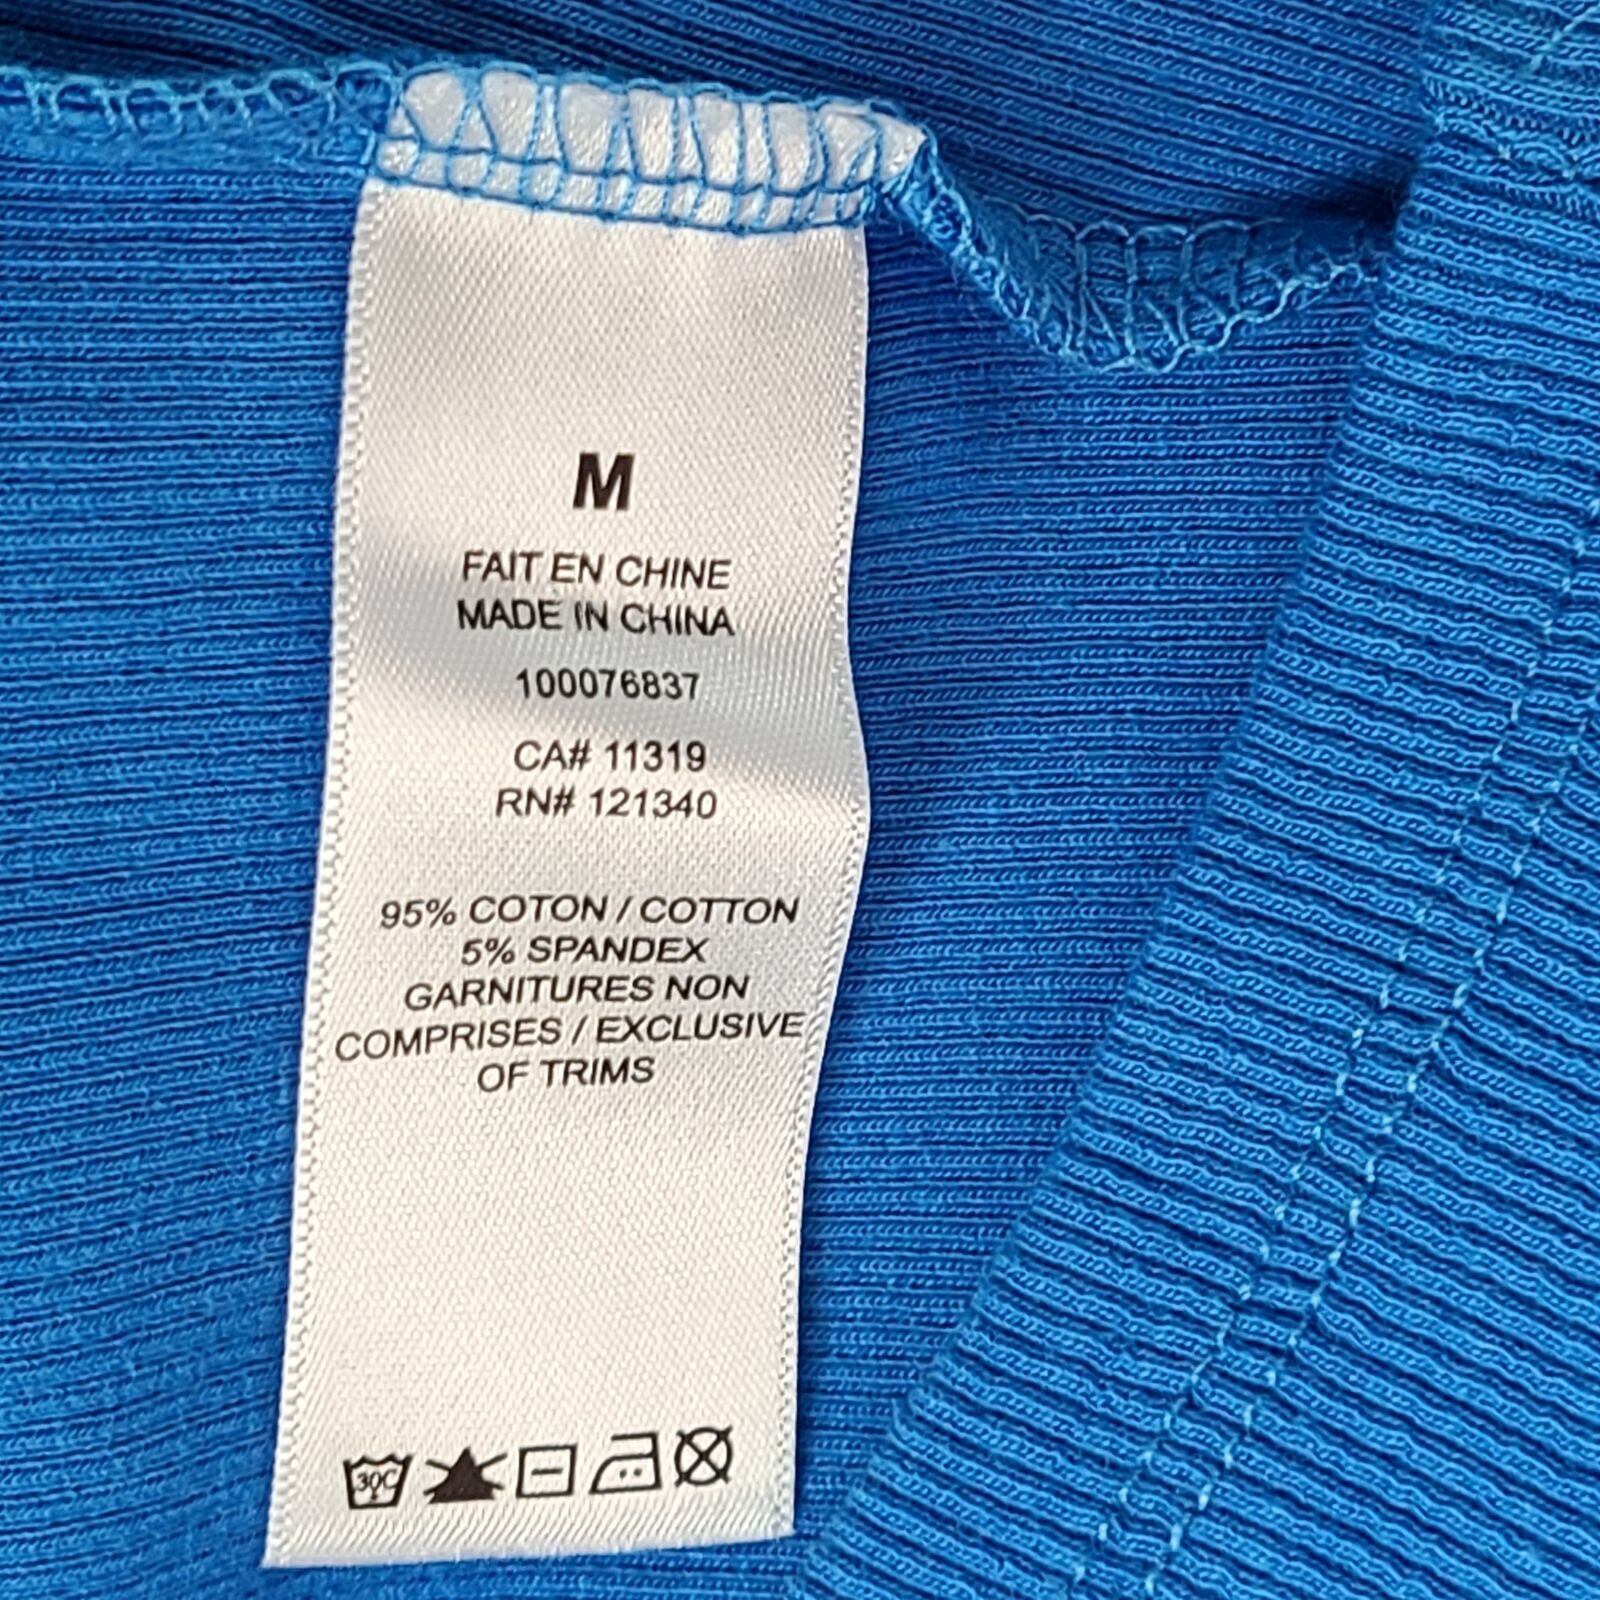 M
FAIT EN CHINE
MADE IN CHINA
100076837
CA# 11319
RN# 121340
95% COTON / COTTON
5% SPANDEX
GARNITURES NON
COMPRISES / EXCLUSIVE
OF TRIMS
30C